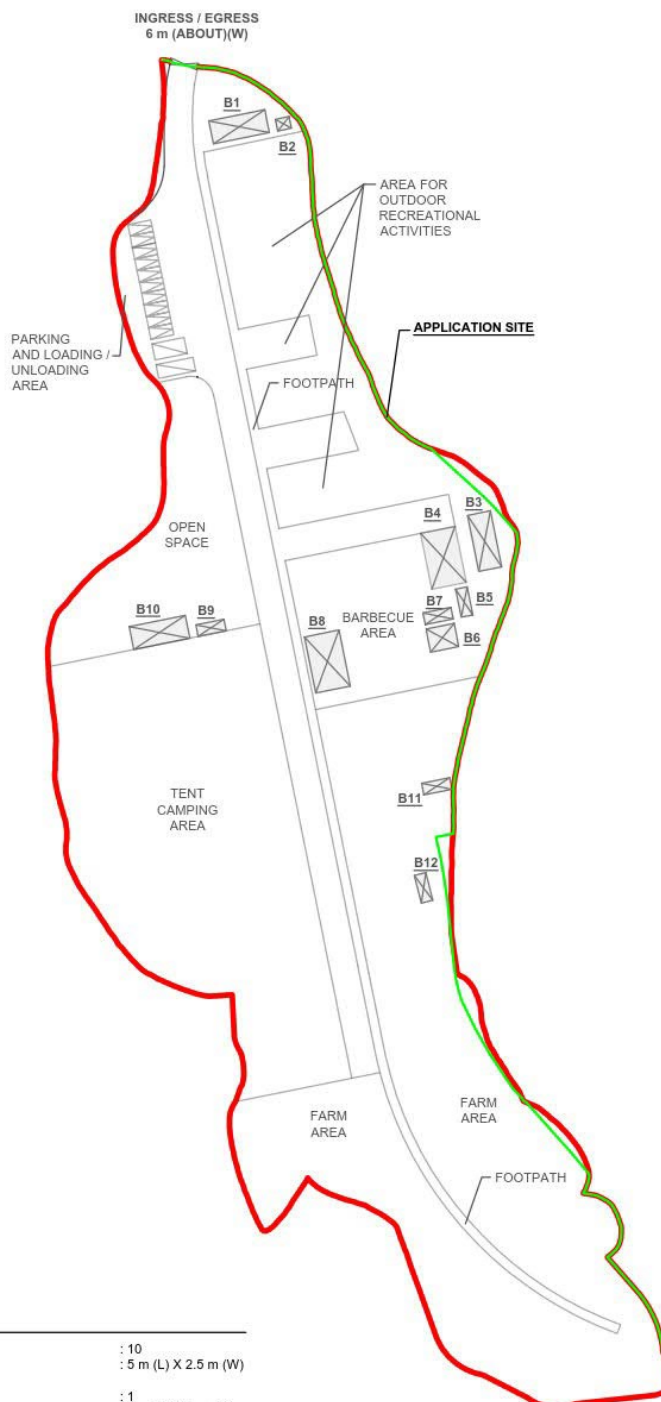 INGRESS / EGRESS
6 m (ABOUT)(W)
B1
B2
AREA FOR
OUTDOOR
RECREATIONAL
ACTIVITIES
APPLICATION SITE
PARKING
AND LOADING /
UNLOADING
AREA
FOOTPATH
OPEN
SPACE
B3
B4
B5
B7
B6
BARBECUE
AREA
B8
B10
B9
TENT
CAMPING
AREA
B11
B12
FARM
AREA
FARM
AREA
FOOTPATH
: 10
: 5 m (L) X 2.5 m (W)
: 1